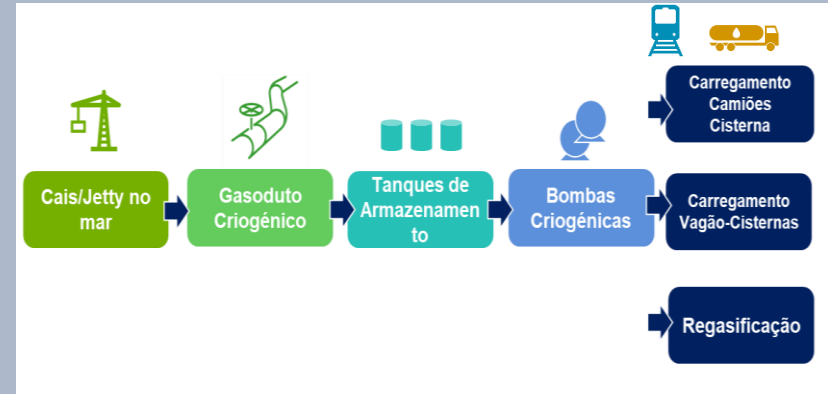 Cais/Jetty no
mar
Gasoduto
Criogénico
Tanques de
Armazenamen
to
Bombas
Criogénicas
Carregamento
Camiões
Cisterna
Carregamento
Vagão-Cisternas
Regasificação